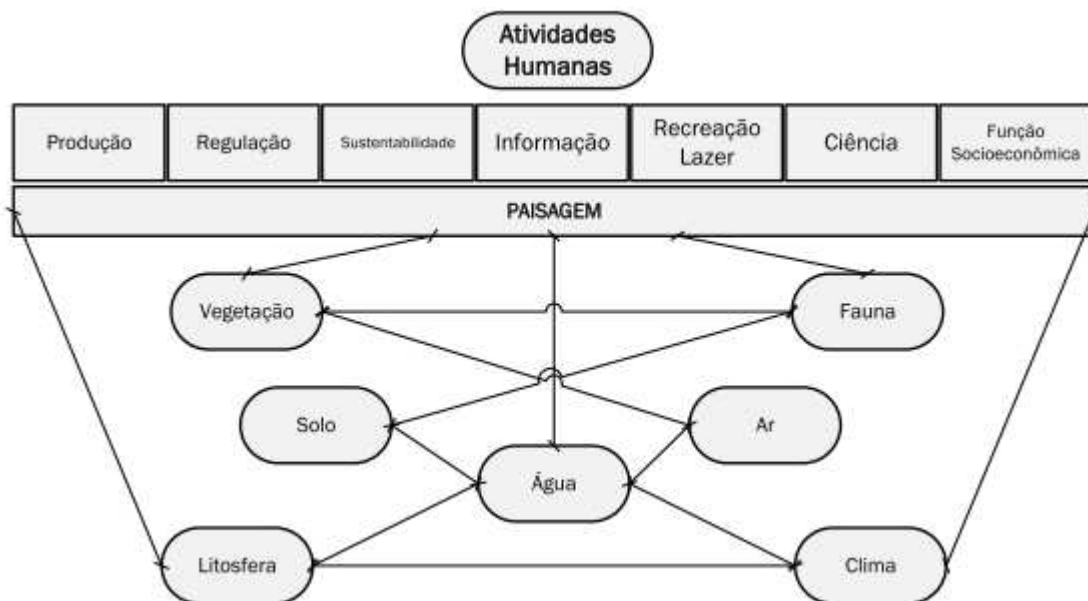 Atividades
Humanas
Produção
Regulação
Sustentabilidade
Informação
Recreação
Lazer
Ciência
Função
Socioeconômica
PAISAGEM
Vegetação
Fauna
Solo
Ar
Água
Litosfera
Clima